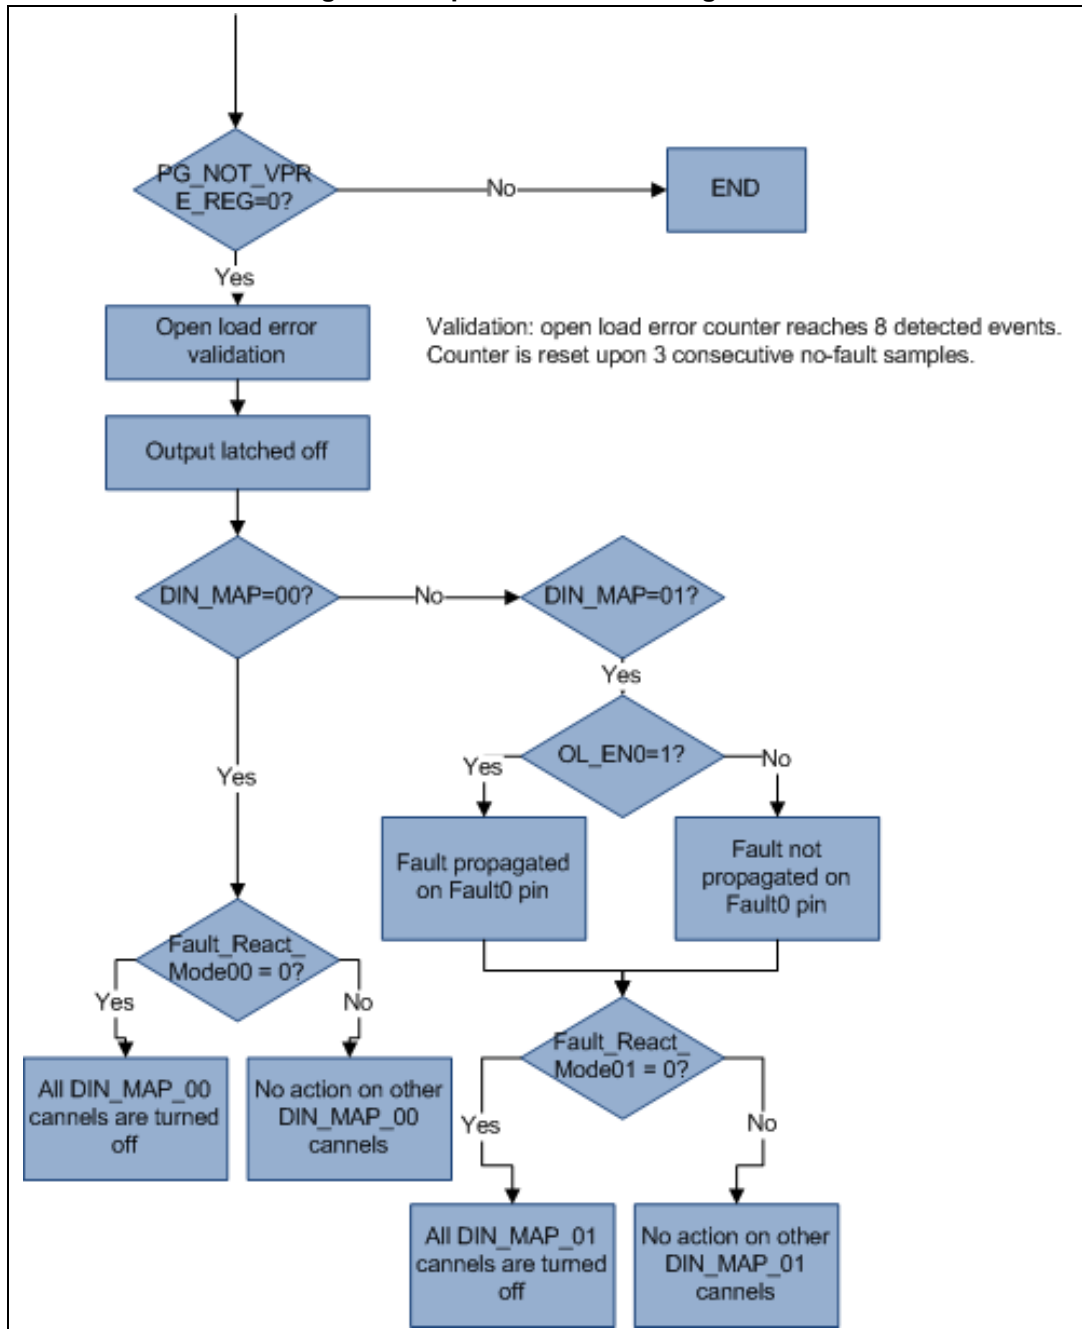 PG_NOT_VPR
E_REG=0?
No
END
Yes
Open load error
validation
Validation: open load error counter reaches 8 detected events.
Counter is reset upon 3 consecutive no-fault samples.
Output latched off
DIN_MAP=00?
No
DIN_MAP=01?
Yes
OL_EN0=1?
Yes
No
Yes
Fault propagated
on Fault0 pin
Fault not
propagated on
Fault0 pin
Fault_React_
Mode00 = 0?
Yes
No
Fault_React_
Mode01 = 0?
All DIN_MAP_00
cannels are turned
off
No action on other
DIN_MAP_00
cannels
Yes
No
All DIN_MAP_01
cannels are turned
off
No action on other
DIN_MAP_01
cannels